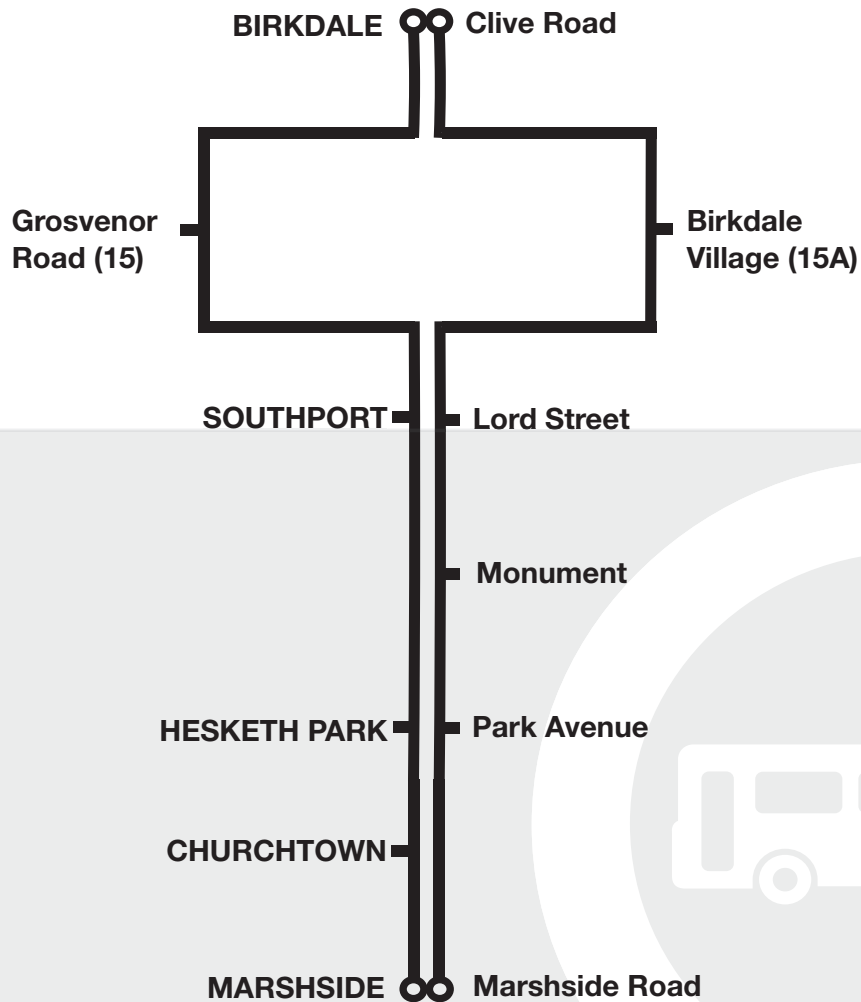 BIRKDALE Clive Road
Grosvenor
Road (15)
Birkdale
Village (15A)
SOUTHPORT Lord Street
Monument
HESKETH PARK Park Avenue
CHURCHTOWN
MARSHSIDE Marshside Road